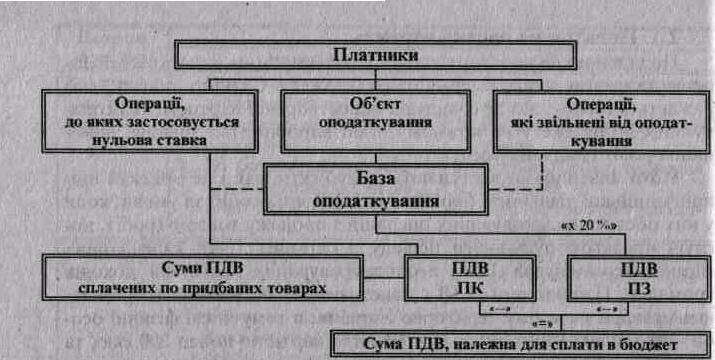 Платники
Операції,
до яких застосовується
нульова ставка
Об’єкт
оподаткування
Операції,
які звільнені від оподат-
кування
База
оподаткування
«х 20 %»
Суми ПДВ
сплачених по придбаних товарах
ПДВ
ПК
ПДВ
ПЗ
«–»
«–»
«=»
Сума ПДВ, належна для сплати в бюджет